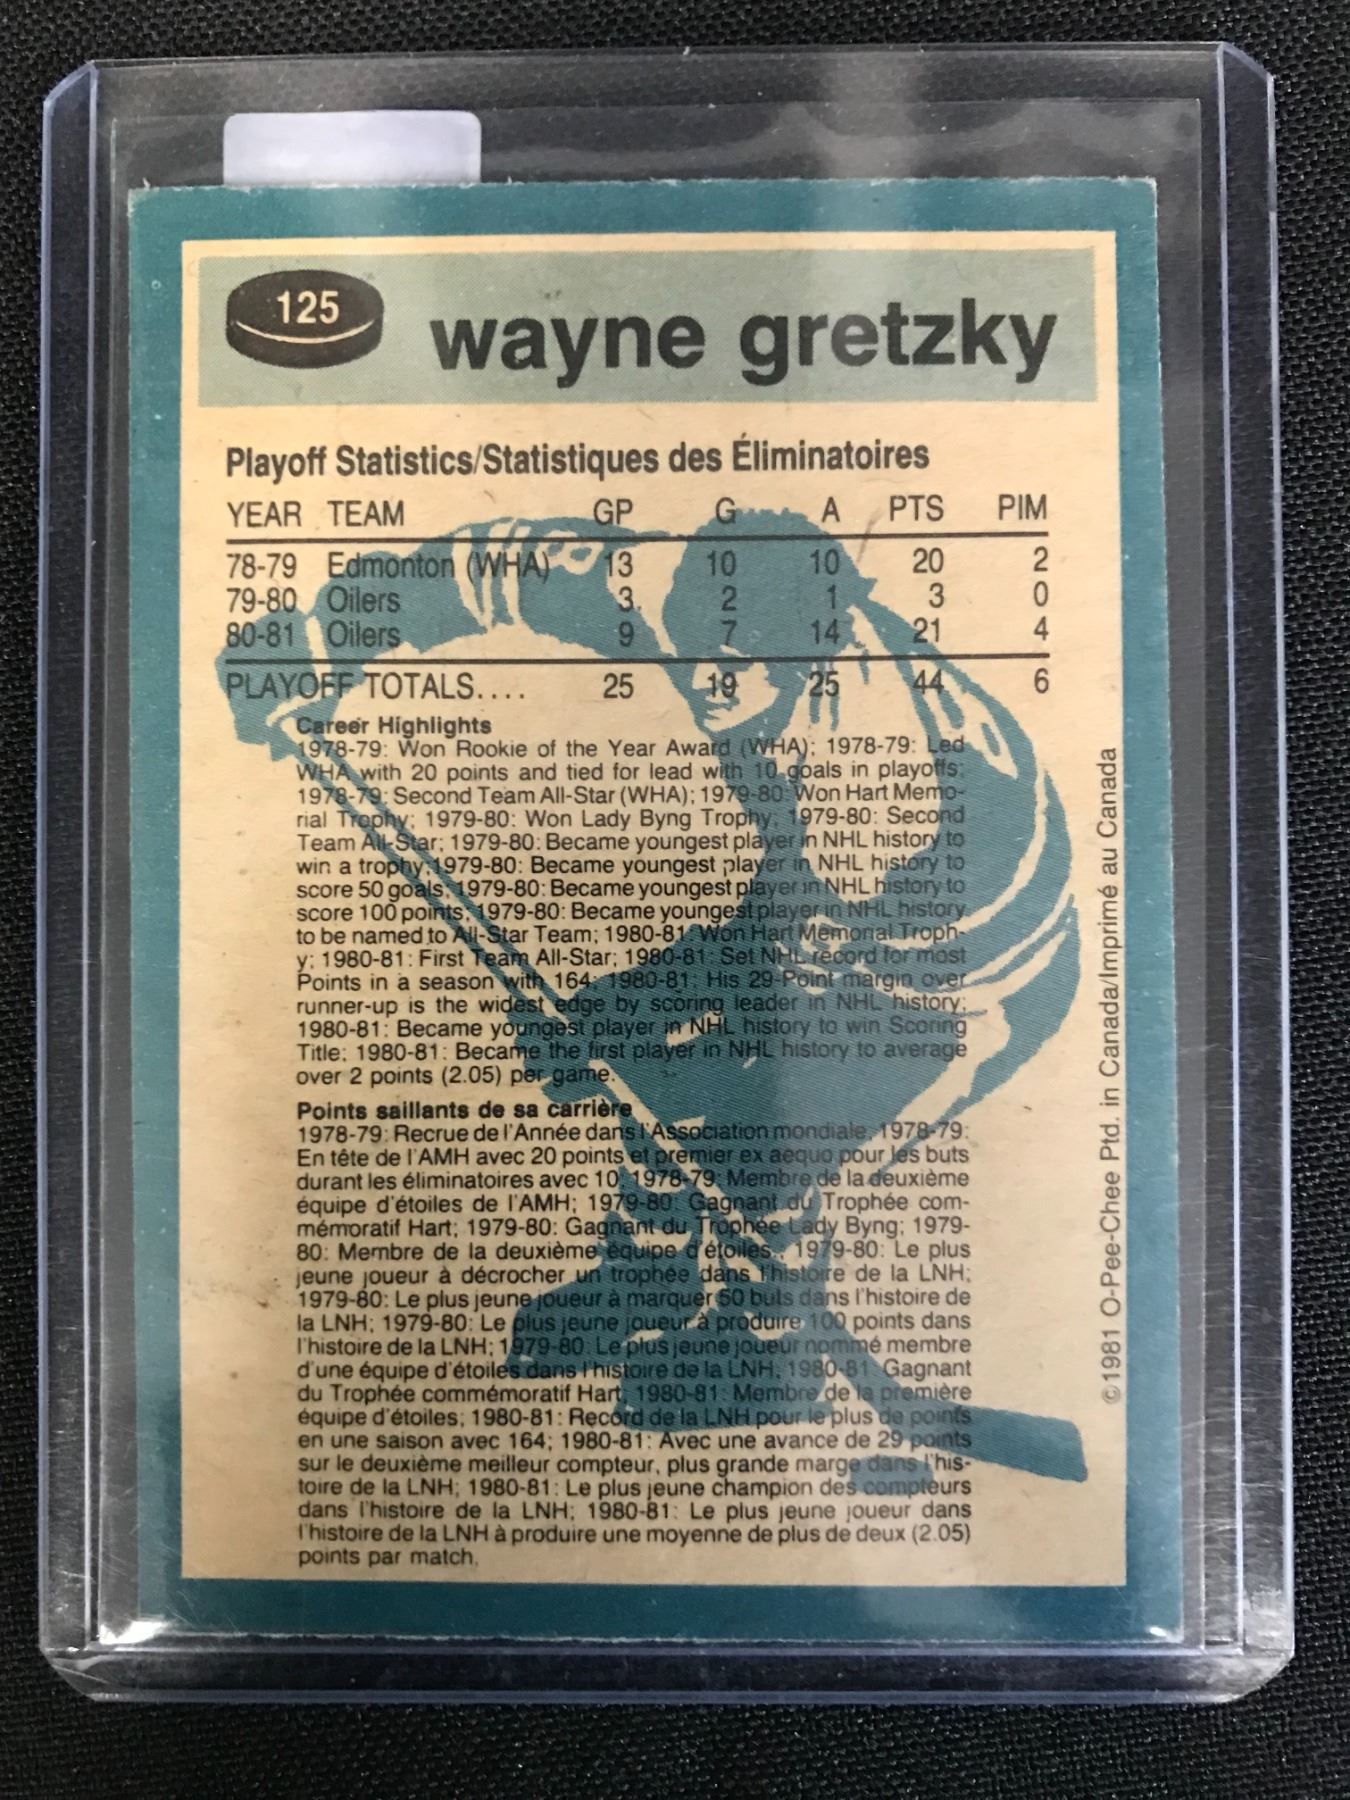 125
wayne gretzky
Playoff Statistics/Statistiques des Éliminatoires
YEAR TEAM GP G A PTS PIM
78-79 Edmonton (WHA) 13 10 10 20 2
79-80 Oilers 3 2 1 3 0
80-81 Oilers 9 7 14 21 4
PLAYOFF TOTALS.... 25 19 25 44 6
Career Highlights
1978-79: Won Rookie of the Year Award (WHA); 1978-79: Led
WHA with 20 points and tied for lead with 10 goals in playoffs;
1978-79: Second Team All-Star (WHA); 1979-80: Won Hart Memo-
rial Trophy; 1979-80: Won Lady Byng Trophy; 1979-80: Second
Team All-Star; 1979-80: Became youngest player in NHL history to
win a trophy; 1979-80: Became youngest player in NHL history to
score 50 goals; 1979-80: Became youngest player in NHL history to
score 100 points; 1979-80: Became youngest player in NHL history
to be named to All-Star Team; 1980-81: Won Hart Memorial Troph-
y; 1980-81: First Team All-Star; 1980-81: Set NHL record for most
Points in a season with 164; 1980-81: His 29-Point margin over
runner-up is the widest edge by scoring leader in NHL history;
1980-81: Became youngest player in NHL history to win Scoring
Title; 1980-81: Became the first player in NHL history to average
over 2 points (2.05) per game.
Points saillants de sa carrière
1978-79: Recrue de l'Année dans l'Association mondiale; 1978-79:
En tête de l'AMH avec 20 points et premier ex aequo pour les buts
durant les éliminatoires avec 10; 1978-79: Membre de la deuxième
équipe d'étoiles de l'AMH; 1979-80: Gagnant du Trophée com-
mémoratif Hart; 1979-80: Gagnant du Trophée Lady Byng; 1979-
80: Membre de la deuxième équipe d'étoiles.; 1979-80: Le plus
jeune joueur à décrocher un trophée dans l'histoire de la LNH;
1979-80: Le plus jeune joueur à marquer 50 buts dans l'histoire de
la LNH; 1979-80: Le plus jeune joueur à produire 100 points dans
l'histoire de la LNH; 1979-80: Le plus jeune joueur nommé membre
d'une équipe d'étoiles dans l'histoire de la LNH; 1980-81: Gagnant
du Trophée commémoratif Hart; 1980-81: Membre de la première
équipe d'étoiles; 1980-81: Record de la LNH pour le plus de points
en une saison avec 164; 1980-81: Avec une avance de 29 points
sur le deuxième meilleur compteur, plus grande marge dans l'his-
toire de la LNH; 1980-81: Le plus jeune champion des compteurs
dans l'histoire de la LNH; 1980-81: Le plus jeune joueur dans
l'histoire de la LNH à produire une moyenne de plus de deux (2.05)
points par match.
©1981 O-Pee-Chee Ptd. in Canada/Imprimé au Canada